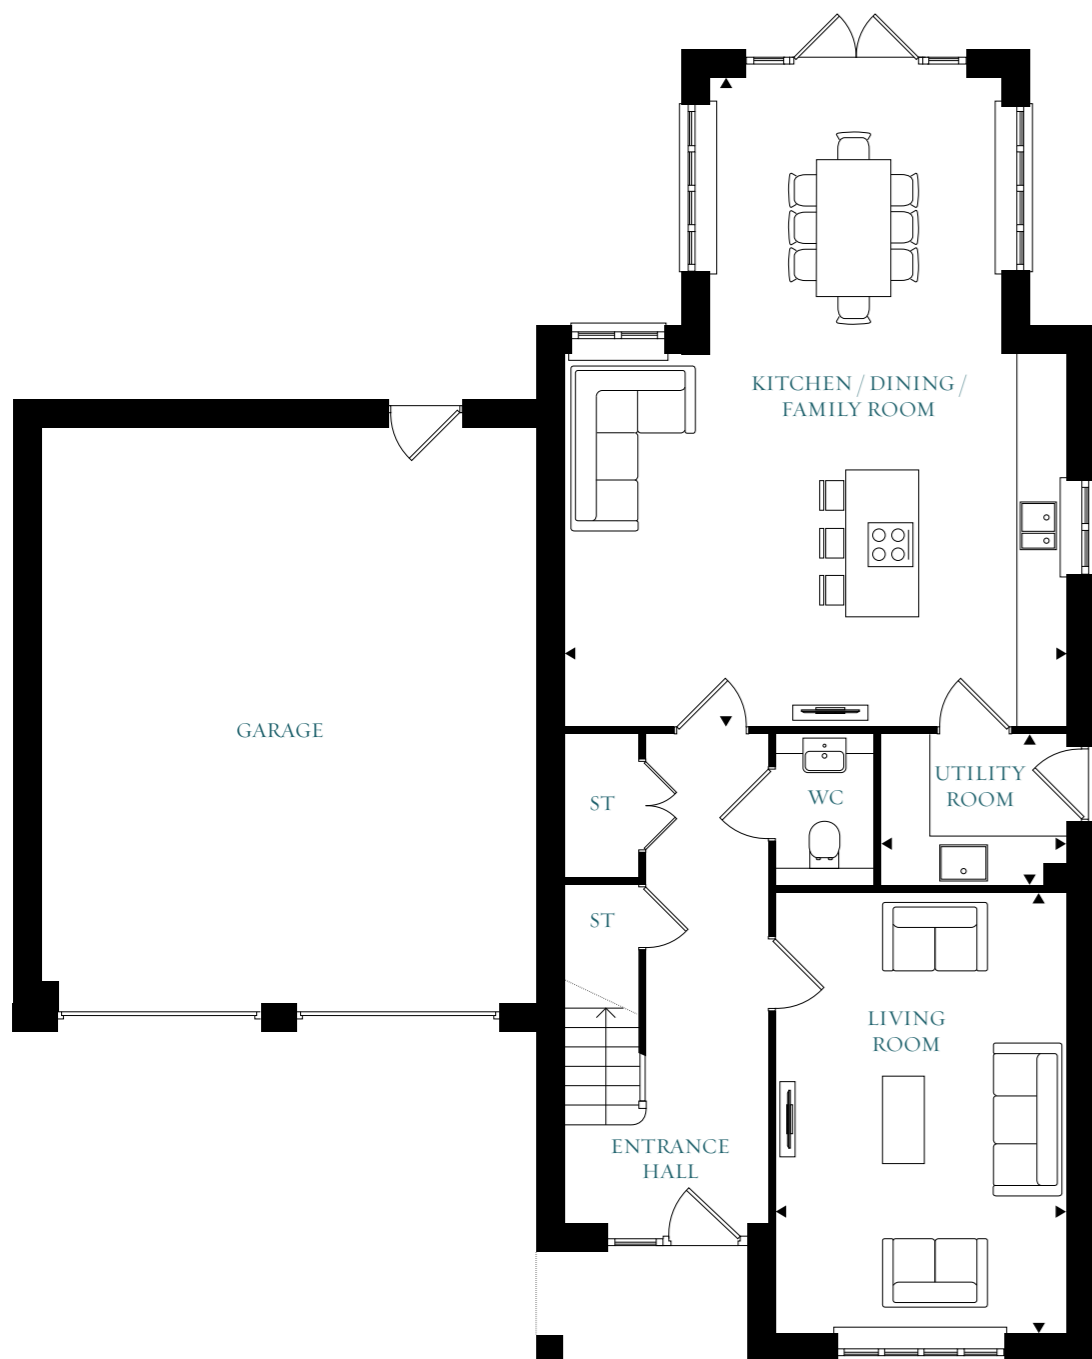 KITCHEN / DINING /
FAMILY ROOM
GARAGE
ST
WC
UTILITY
ROOM
ST
LIVING
ROOM
ENTRANCE
HALL